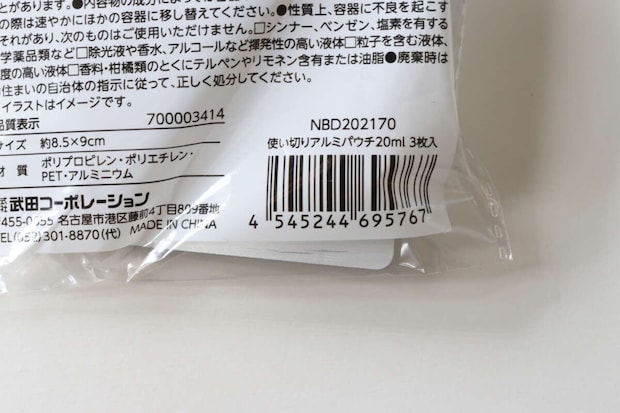 とがあります。●内容物の成分によっては容器
の際は速やかにほかの容器に移し替えてください。●性質上、容器に不良を起こす
それがあり、次のものはご使用いただけません。□シンナー、ベンゼン、塩素を有する
学薬品類など□除光液や香水、アルコールなど揮発性の高い液体□粒子を含む液体、
度の高い液体□香料・柑橘類のとくにテルペンやリモネン含有または油脂●廃棄時は
住まいの自治体の指示に従って、正しく処分してください。
イラストはイメージです。
品質表示 700003414
サイズ 約8.5×9cm
材質 ポリプロピレン・ポリエチレン・
PET・アルミニウム
武田コーポレーション
455-0055 名古屋市港区藤前4丁目809番地
TEL(052)301-8870(代) MADE IN CHINA
NBD202170
使い切りアルミパウチ20ml 3枚入
4 545244 695767